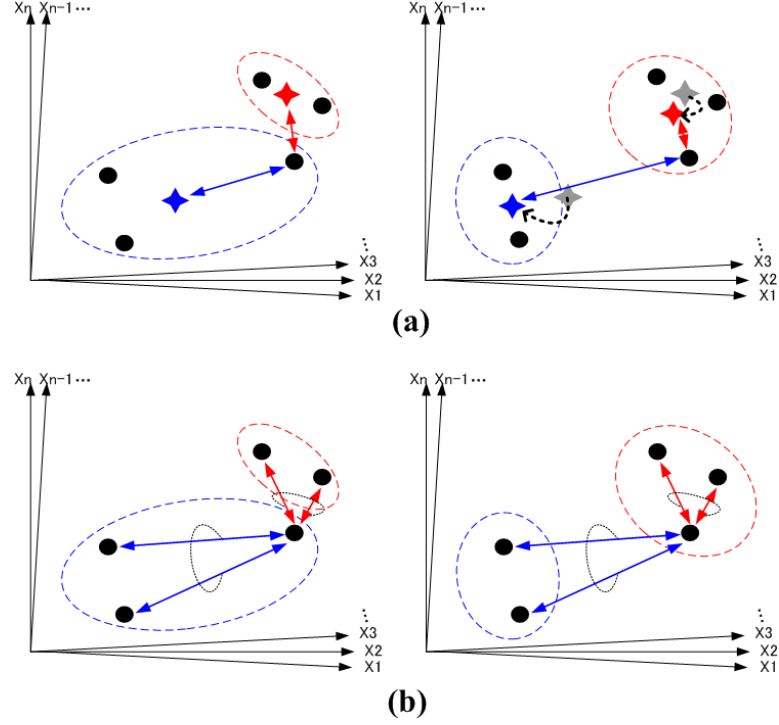 Xn Xn-1 ···
Xn Xn-1 ···
...
X3
X2
X1
...
X3
X2
X1
(a)
Xn Xn-1 ···
Xn Xn-1 ···
...
X3
X2
X1
...
X3
X2
X1
(b)